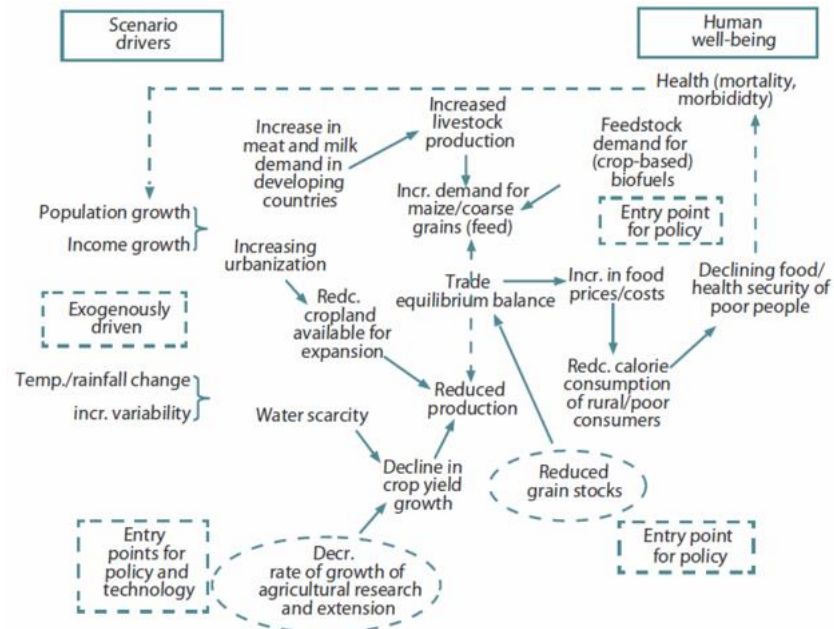 Scenario
drivers
Human
well-being
Health (mortality,
morbididty)
Increased
livestock
production
Increase in
meat and milk
demand in
developing
countries
Feedstock
demand for
(crop-based)
biofuels
Incr. demand for
maize/coarse
grains (feed)
Entry point
for policy
Population growth
Income growth
Increasing
urbanization
Trade
equilibrium balance
Incr. in food
prices/costs
Declining food/
health security of
poor people
Exogenously
driven
Redc.
cropland
available for
expansion
Redc. calorie
consumption
of rural/poor
consumers
Temp./rainfall change
incr. variability
Reduced
production
Water scarcity
Decline in
crop yield
growth
Reduced
grain stocks
Entry
points for
policy and
technology
Decr.
rate of growth of
agricultural research
and extension
Entry point
for policy